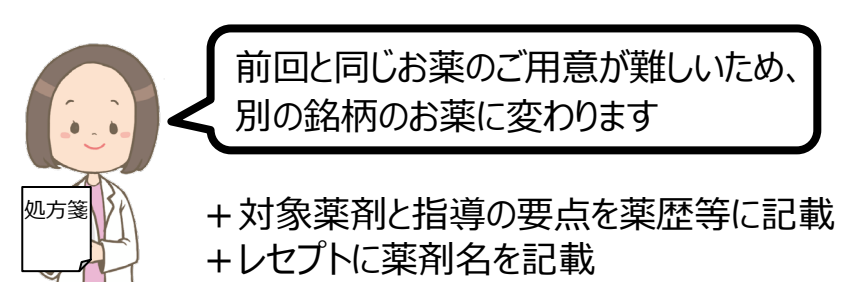 前回と同じお薬のご用意が難しいため、
別の銘柄のお薬に変わります
処方箋
＋対象薬剤と指導の要点を薬歴等に記載
＋レセプトに薬剤名を記載